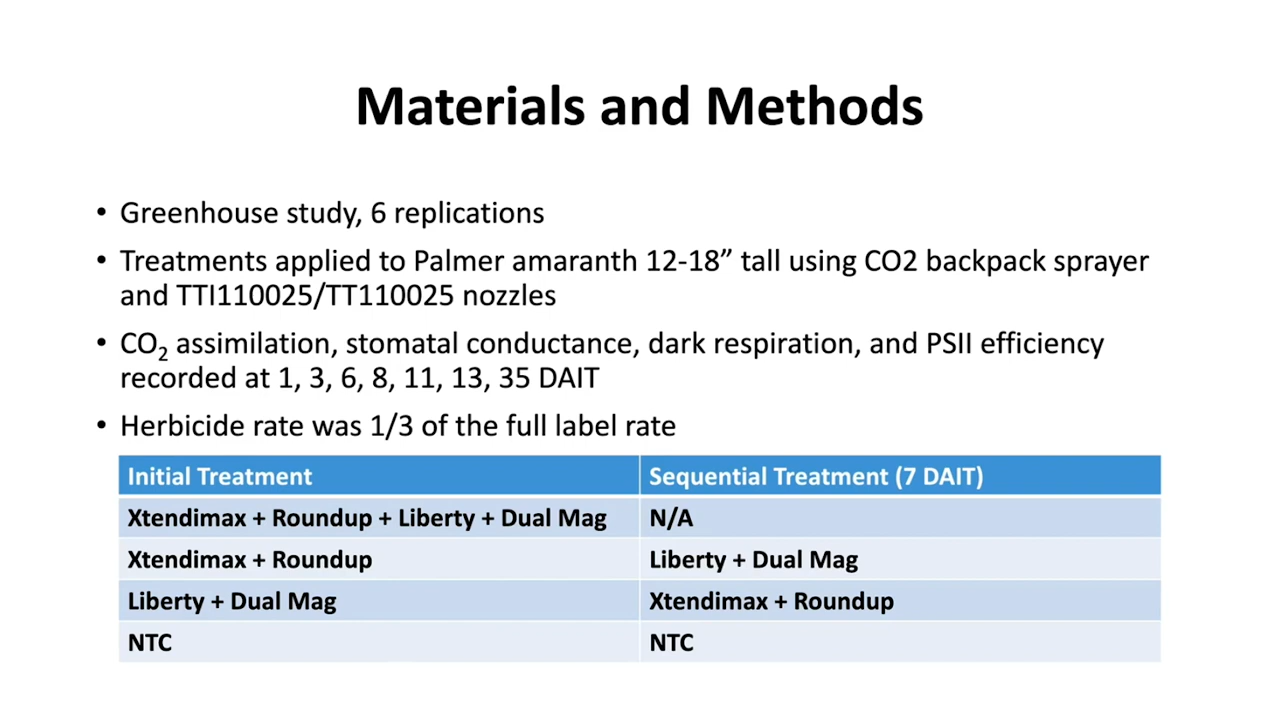 Materials and Methods
• Greenhouse study, 6 replications
• Treatments applied to Palmer amaranth 12-18” tall using CO2 backpack sprayer
and TTI110025/TT110025 nozzles
• CO₂ assimilation, stomatal conductance, dark respiration, and PSII efficiency
recorded at 1, 3, 6, 8, 11, 13, 35 DAIT
• Herbicide rate was 1/3 of the full label rate
Initial Treatment Sequential Treatment (7 DAIT)
Xtendimax + Roundup + Liberty + Dual Mag N/A
Xtendimax + Roundup Liberty + Dual Mag
Liberty + Dual Mag Xtendimax + Roundup
NTC NTC